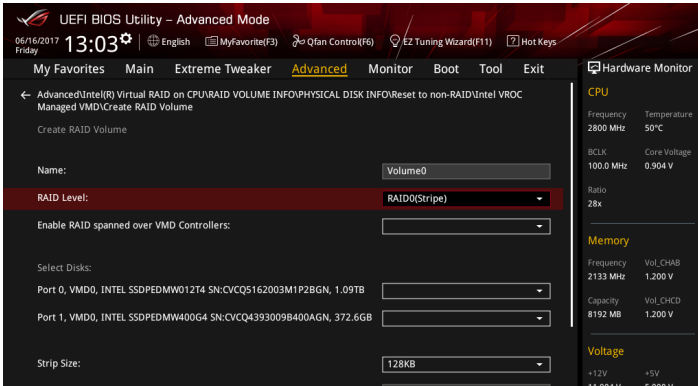 UEFI BIOS Utility – Advanced Mode
06/16/2017 Friday 13:03 English MyFavorite(F3) Qfan Control(F6) EZ Tuning Wizard(F11) ? Hot Keys
My Favorites Main Extreme Tweaker Advanced Monitor Boot Tool Exit
← Advanced\Intel(R) Virtual RAID on CPU\RAID VOLUME INFO\PHYSICAL DISK INFO\Reset to non-RAID\Intel VROC
Managed VMD\Create RAID Volume
Create RAID Volume
Name: Volume0
RAID Level: RAID0(Stripe)
Enable RAID spanned over VMD Controllers:
Select Disks:
Port 0, VMD0, INTEL SSDPEDMW012T4 SN:CVCQ5162003M1P2BGN, 1.09TB
Port 1, VMD0, INTEL SSDPEDMW400G4 SN:CVCQ4393009B400AGN, 372.6GB
Strip Size: 128KB
Hardware Monitor
CPU
Frequency Temperature
2800 MHz 50°C
BCLK Core Voltage
100.0 MHz 0.904 V
Ratio
28x
Memory
Frequency Vol_CHAB
2133 MHz 1.200 V
Capacity Vol_CHCD
8192 MB 1.200 V
Voltage
+12V +5V